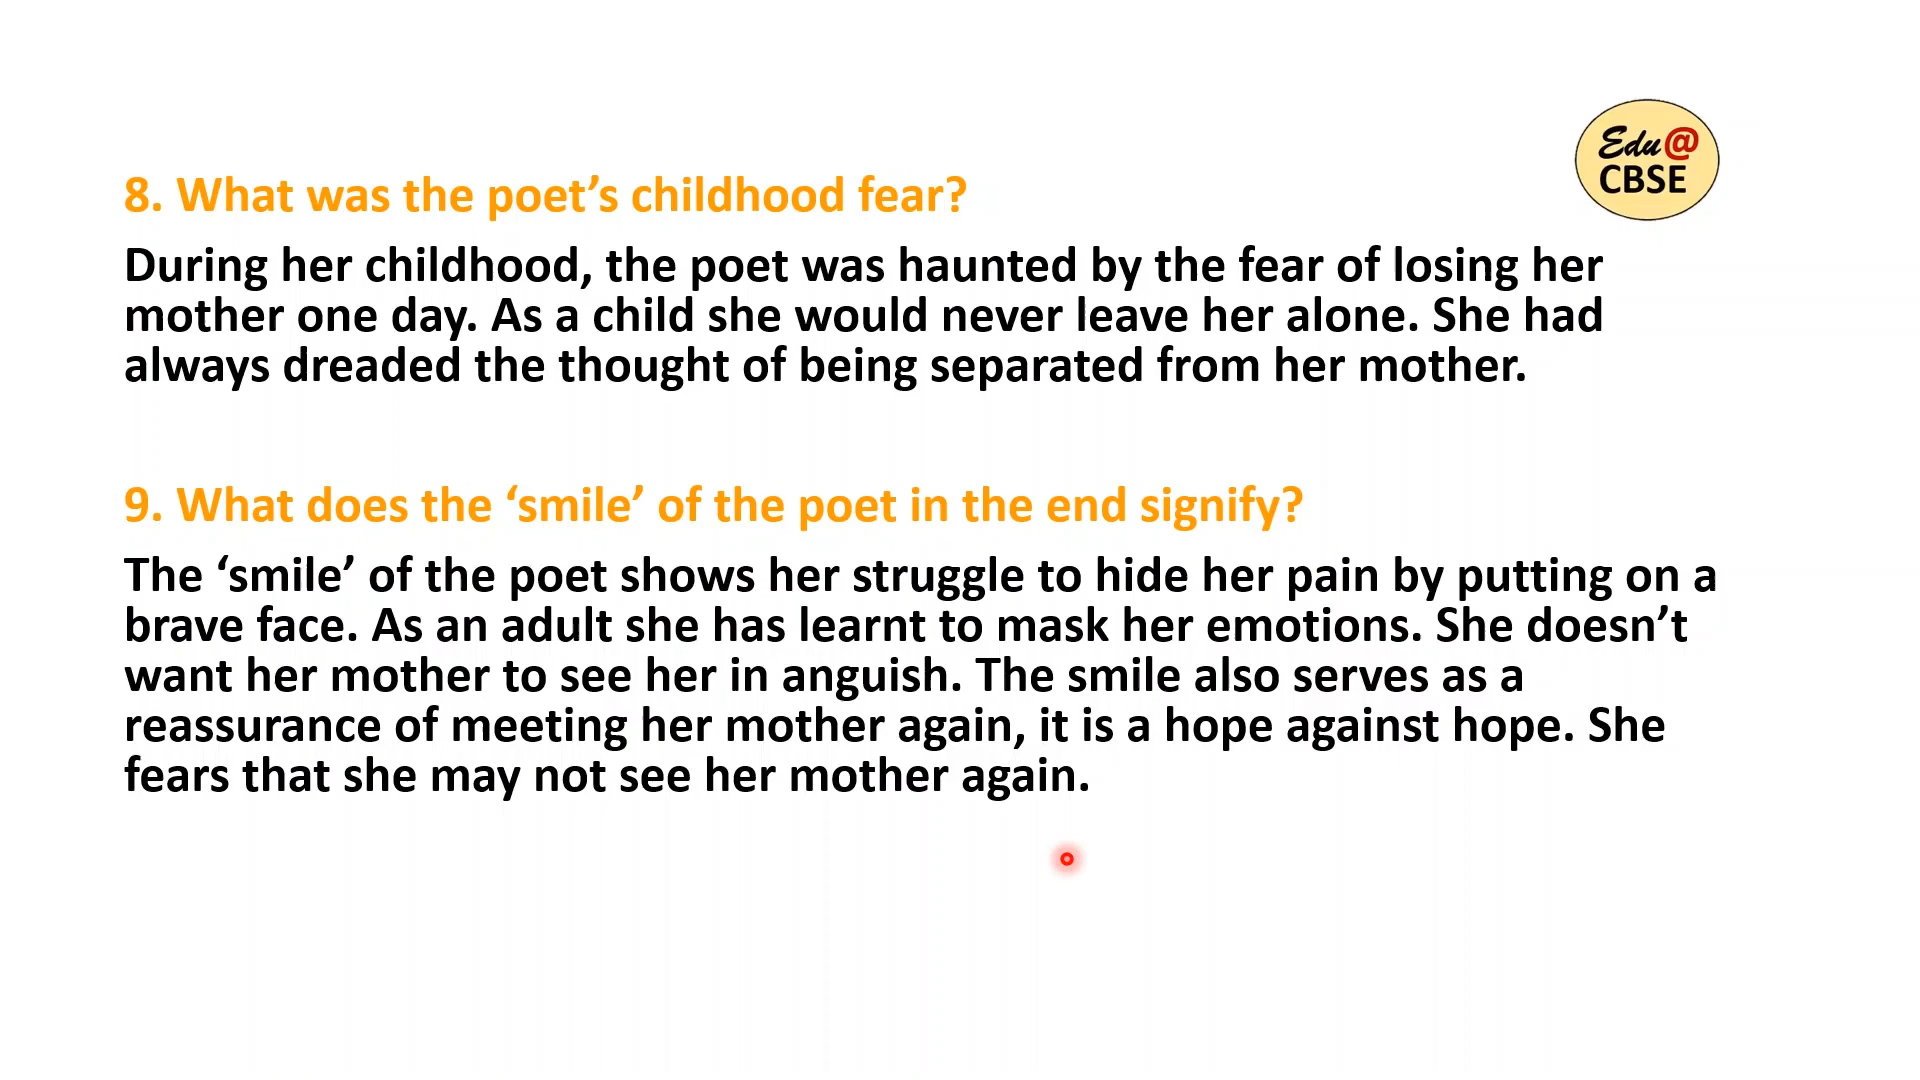 Edu@
CBSE
8. What was the poet’s childhood fear?
During her childhood, the poet was haunted by the fear of losing her
mother one day. As a child she would never leave her alone. She had
always dreaded the thought of being separated from her mother.
9. What does the ‘smile’ of the poet in the end signify?
The ‘smile’ of the poet shows her struggle to hide her pain by putting on a
brave face. As an adult she has learnt to mask her emotions. She doesn’t
want her mother to see her in anguish. The smile also serves as a
reassurance of meeting her mother again, it is a hope against hope. She
fears that she may not see her mother again.